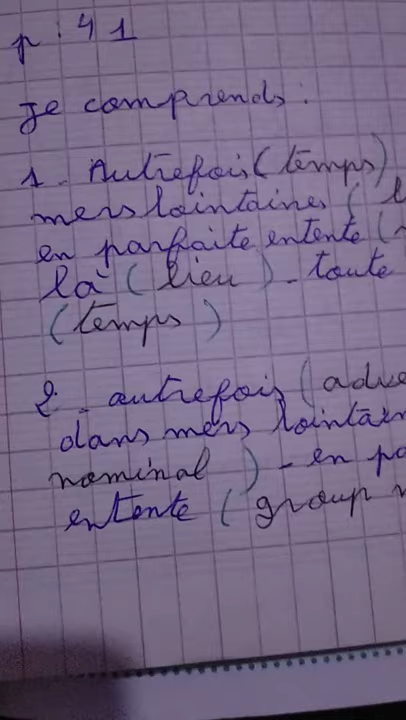 p : 41
Je comprends :
1 - Autrefois (temps)
mers lointaines (
en parfaite entente (
là (lieu) - toute
(temps)
2 - autrefois (adve
dans mers lointain
nominal) - en pa
entente (group n